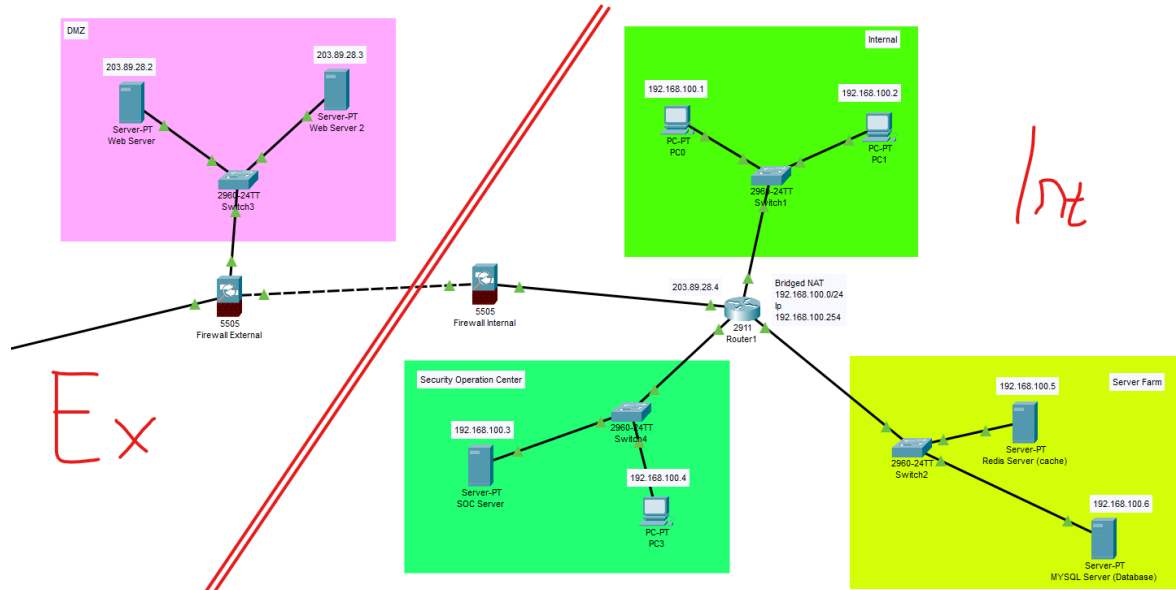 DMZ
203.89.28.2
203.89.28.3
Server-PT
Web Server
Server-PT
Web Server 2
2960-24TT
Switch3
5505
Firewall External
Ex
5505
Firewall Internal
Internal
192.168.100.1
192.168.100.2
PC-PT
PC0
PC-PT
PC1
2960-24TT
Switch1
Int
203.89.28.4
Bridged NAT
192.168.100.0/24
Ip
192.168.100.254
2911
Router1
Security Operation Center
2960-24TT
Switch4
192.168.100.3
Server-PT
SOC Server
192.168.100.4
PC-PT
PC3
Server Farm
192.168.100.5
Server-PT
Redis Server (cache)
2960-24TT
Switch2
192.168.100.6
Server-PT
MYSQL Server (Database)